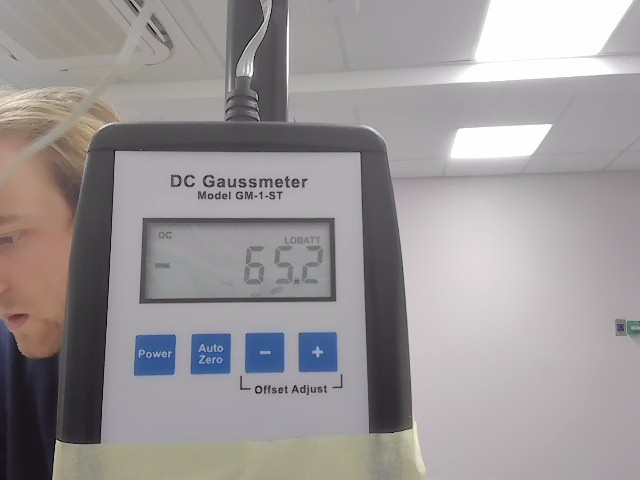 DC Gaussmeter
Model GM-1-ST
DC
LOBATT
- 65.2
Power
Auto
Zero
-
+
Offset Adjust